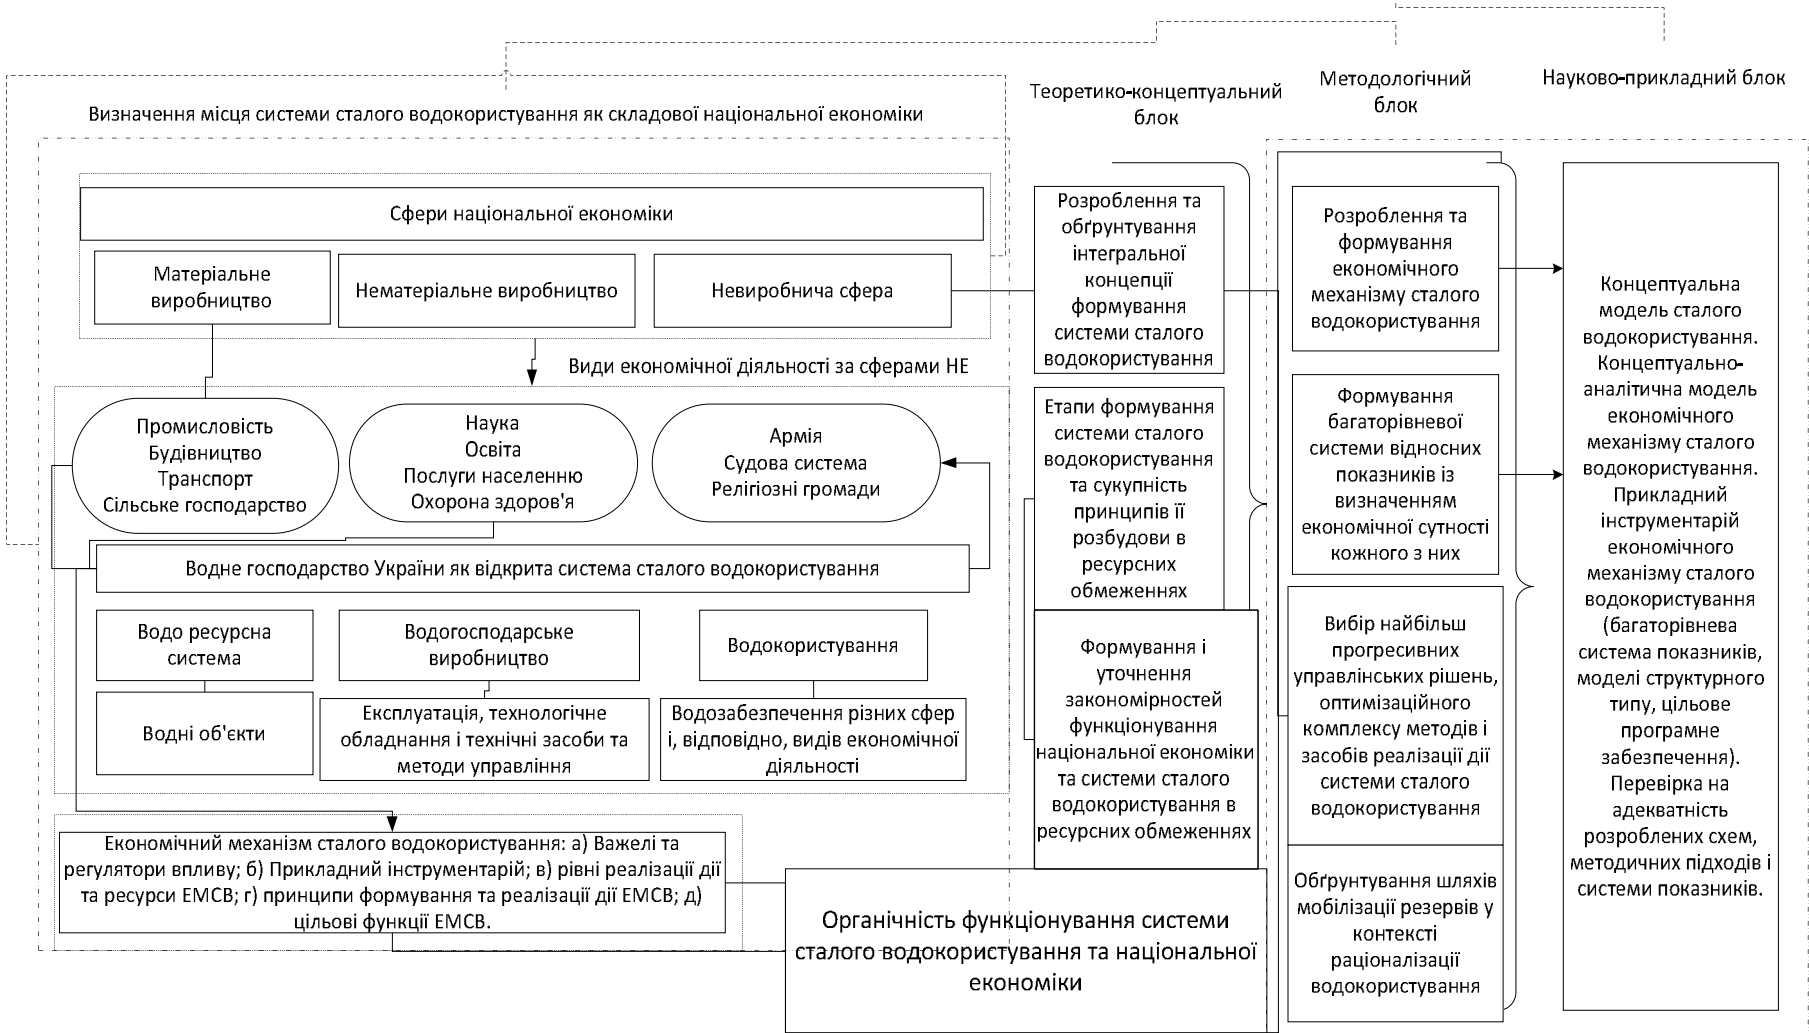 Визначення місця системи сталого водокористування як складової національної економіки
Сфери національної економіки
Матеріальне
виробництво
Нематеріальне виробництво
Невиробнича сфера
Види економічної діяльності за сферами НЕ
Промисловість
Будівництво
Транспорт
Сільське господарство
Наука
Освіта
Послуги населенню
Охорона здоров'я
Армія
Судова система
Релігіозні громади
Водне господарство України як відкрита система сталого водокористування
Водо ресурсна
система
Водогосподарське
виробництво
Водокористування
Водні об'єкти
Експлуатація, технологічне
обладнання і технічні засоби та
методи управління
Водозабезпечення різних сфер
і, відповідно, видів економічної
діяльності
Економічний механізм сталого водокористування: а) Важелі та
регулятори впливу; б) Прикладний інструментарій; в) рівні реалізації дії
та ресурси ЕМСВ; г) принципи формування та реалізації дії ЕМСВ; д)
цільові функції ЕМСВ.
Органічність функціонування системи
сталого водокористування та національної
економіки
Теоретико-концептуальний
блок
Розроблення та
обґрунтування
інтегральної
концепції
формування
системи сталого
водокористування
Етапи формування
системи сталого
водокористування
та сукупність
принципів її
розбудови в
ресурсних
обмеженнях
Формування і
уточнення
закономірностей
функціонування
національної економіки
та системи сталого
водокористування в
ресурсних обмеженнях
Методологічний
блок
Розроблення та
формування
економічного
механізму сталого
водокористування
Формування
багаторівневої
системи відносних
показників із
визначенням
економічної сутності
кожного з них
Вибір найбільш
прогресивних
управлінських рішень,
оптимізаційного
комплексу методів і
засобів реалізації дії
системи сталого
водокористування
Обґрунтування шляхів
мобілізації резервів у
контексті
раціоналізації
водокористування
Науково-прикладний блок
Концептуальна
модель сталого
водокористування.
Концептуально-
аналітична модель
економічного
механізму сталого
водокористування.
Прикладний
інструментарій
економічного
механізму сталого
водокористування
(багаторівнева
система показників,
моделі структурного
типу, цільове
програмне
забезпечення).
Перевірка на
адекватність
розроблених схем,
методичних підходів і
системи показників.